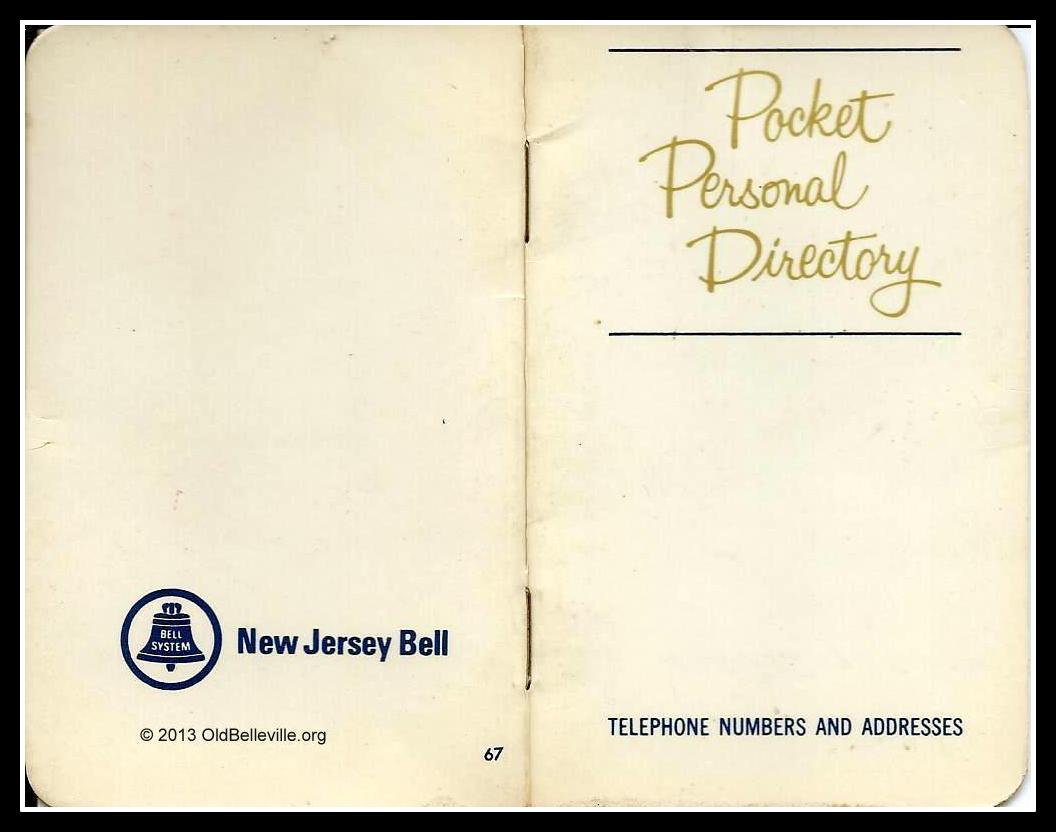 BELL
SYSTEM
New Jersey Bell
© 2013 OldBelleville.org
67
Pocket
Personal
Directory
TELEPHONE NUMBERS AND ADDRESSES